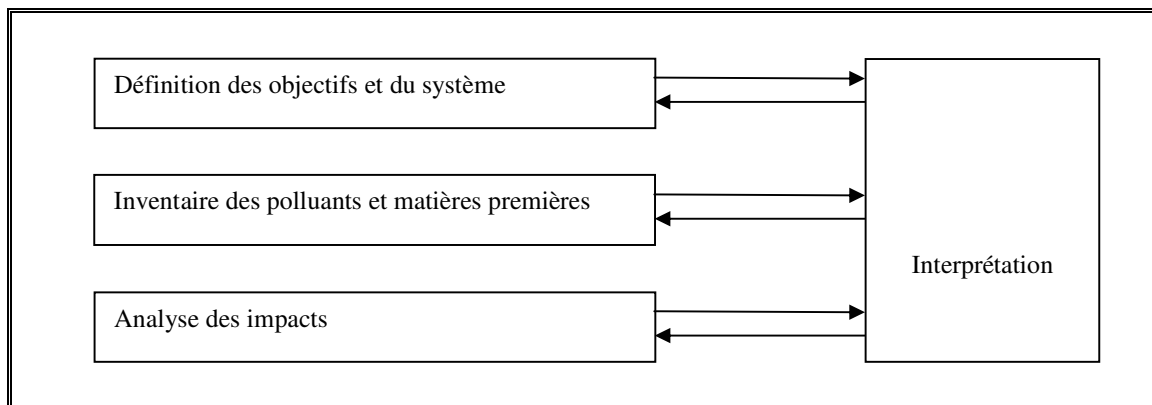 Définition des objectifs et du système
Inventaire des polluants et matières premières
Interprétation
Analyse des impacts